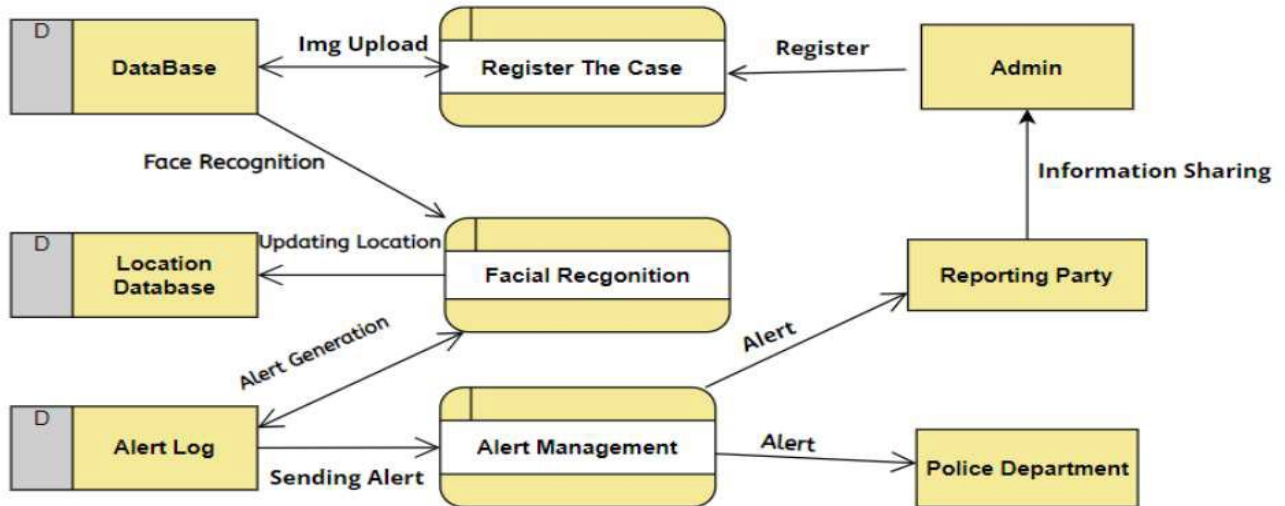 D
DataBase
Img Upload
Register The Case
Register
Admin
Face Recognition
Information Sharing
D
Location
Database
Updating Location
Facial Recgonition
Reporting Party
Alert Generation
Alert
D
Alert Log
Sending Alert
Alert Management
Alert
Police Department